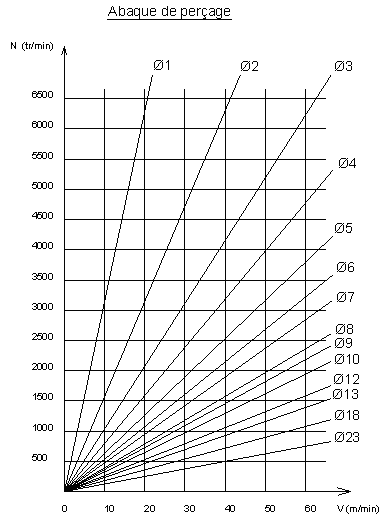 Abaque de perçage
N (tr/min)
Ø1
Ø2
Ø3
6500
6000
5500
Ø4
5000
4500
Ø5
4000
3500
Ø6
3000
Ø7
2500
Ø8
Ø9
2000
Ø10
Ø12
1500
Ø13
1000
Ø18
500
Ø23
0 10 20 30 40 50 60 V (m/min)